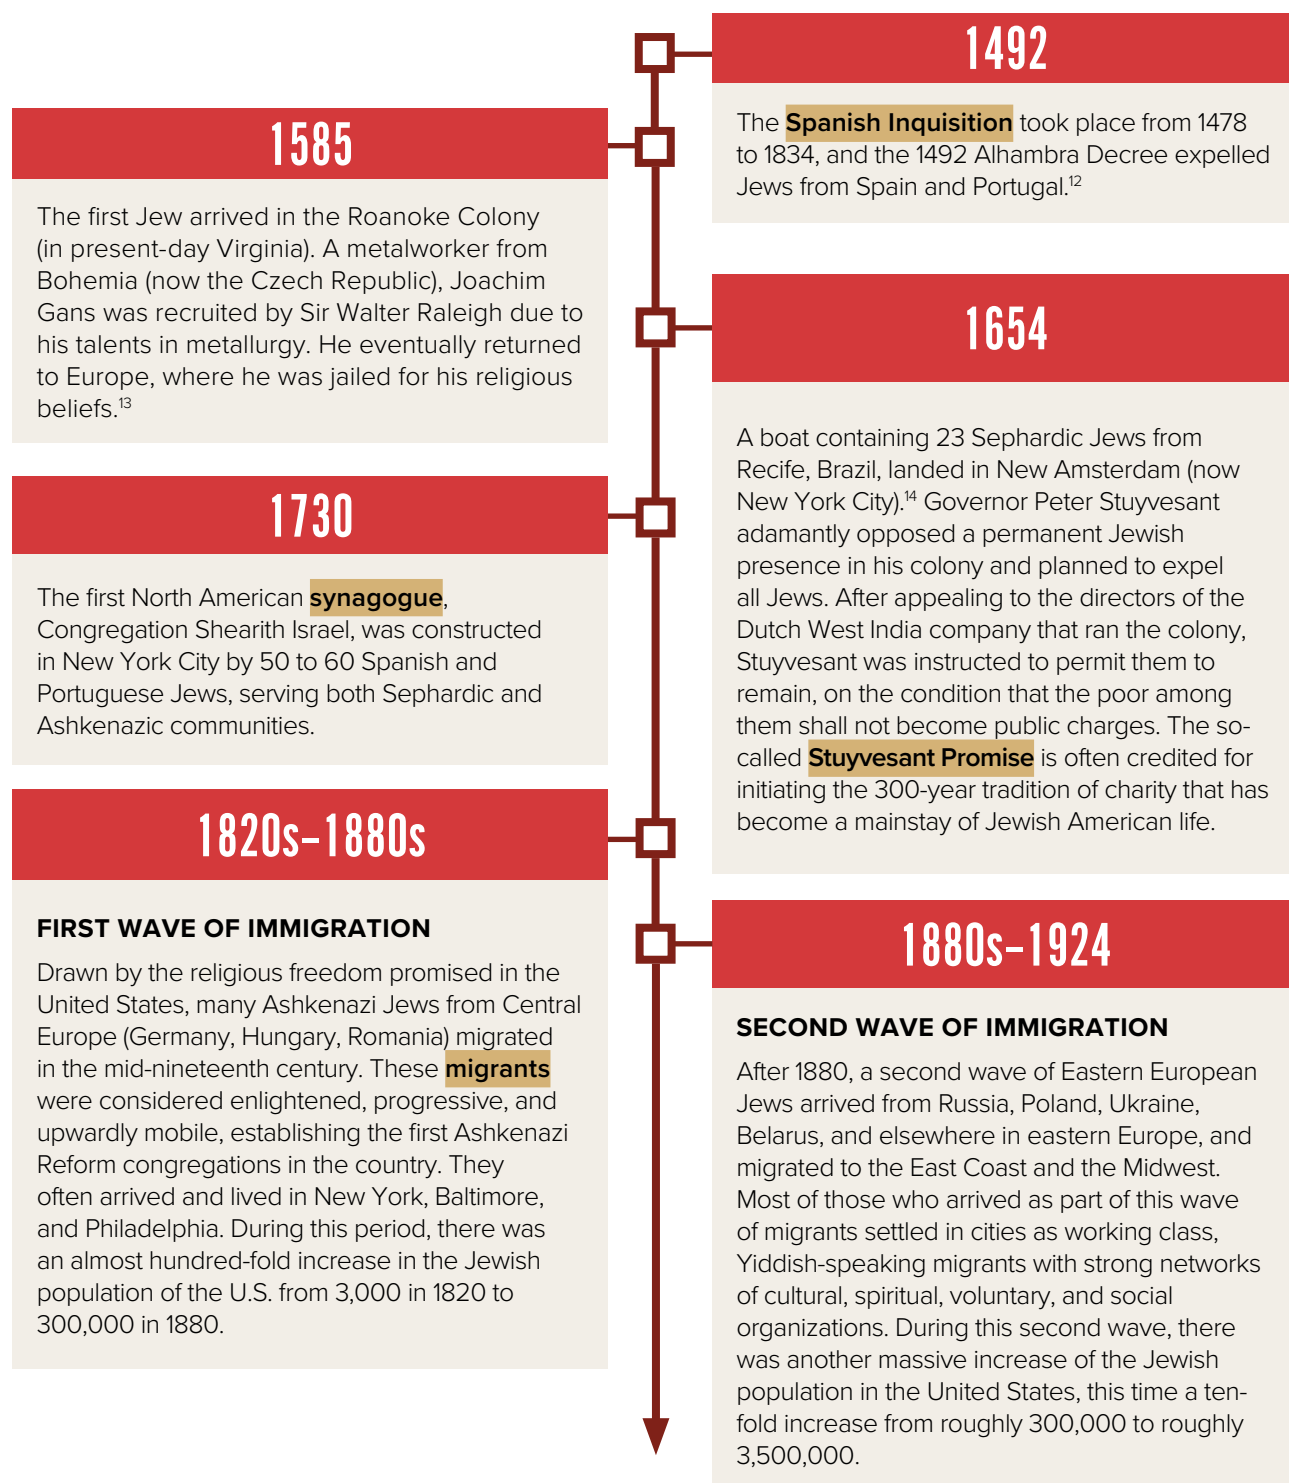 1492
The Spanish Inquisition took place from 1478
to 1834, and the 1492 Alhambra Decree expelled
Jews from Spain and Portugal.12
1585
The first Jew arrived in the Roanoke Colony
(in present-day Virginia). A metalworker from
Bohemia (now the Czech Republic), Joachim
Gans was recruited by Sir Walter Raleigh due to
his talents in metallurgy. He eventually returned
to Europe, where he was jailed for his religious
beliefs.13
1654
A boat containing 23 Sephardic Jews from
Recife, Brazil, landed in New Amsterdam (now
New York City).14 Governor Peter Stuyvesant
adamantly opposed a permanent Jewish
presence in his colony and planned to expel
all Jews. After appealing to the directors of the
Dutch West India company that ran the colony,
Stuyvesant was instructed to permit them to
remain, on the condition that the poor among
them shall not become public charges. The so-
called Stuyvesant Promise is often credited for
initiating the 300-year tradition of charity that has
become a mainstay of Jewish American life.
1730
The first North American synagogue,
Congregation Shearith Israel, was constructed
in New York City by 50 to 60 Spanish and
Portuguese Jews, serving both Sephardic and
Ashkenazic communities.
1820s–1880s
FIRST WAVE OF IMMIGRATION
Drawn by the religious freedom promised in the
United States, many Ashkenazi Jews from Central
Europe (Germany, Hungary, Romania) migrated
in the mid-nineteenth century. These migrants
were considered enlightened, progressive, and
upwardly mobile, establishing the first Ashkenazi
Reform congregations in the country. They
often arrived and lived in New York, Baltimore,
and Philadelphia. During this period, there was
an almost hundred-fold increase in the Jewish
population of the U.S. from 3,000 in 1820 to
300,000 in 1880.
1880s–1924
SECOND WAVE OF IMMIGRATION
After 1880, a second wave of Eastern European
Jews arrived from Russia, Poland, Ukraine,
Belarus, and elsewhere in eastern Europe, and
migrated to the East Coast and the Midwest.
Most of those who arrived as part of this wave
of migrants settled in cities as working class,
Yiddish-speaking migrants with strong networks
of cultural, spiritual, voluntary, and social
organizations. During this second wave, there
was another massive increase of the Jewish
population in the United States, this time a ten-
fold increase from roughly 300,000 to roughly
3,500,000.